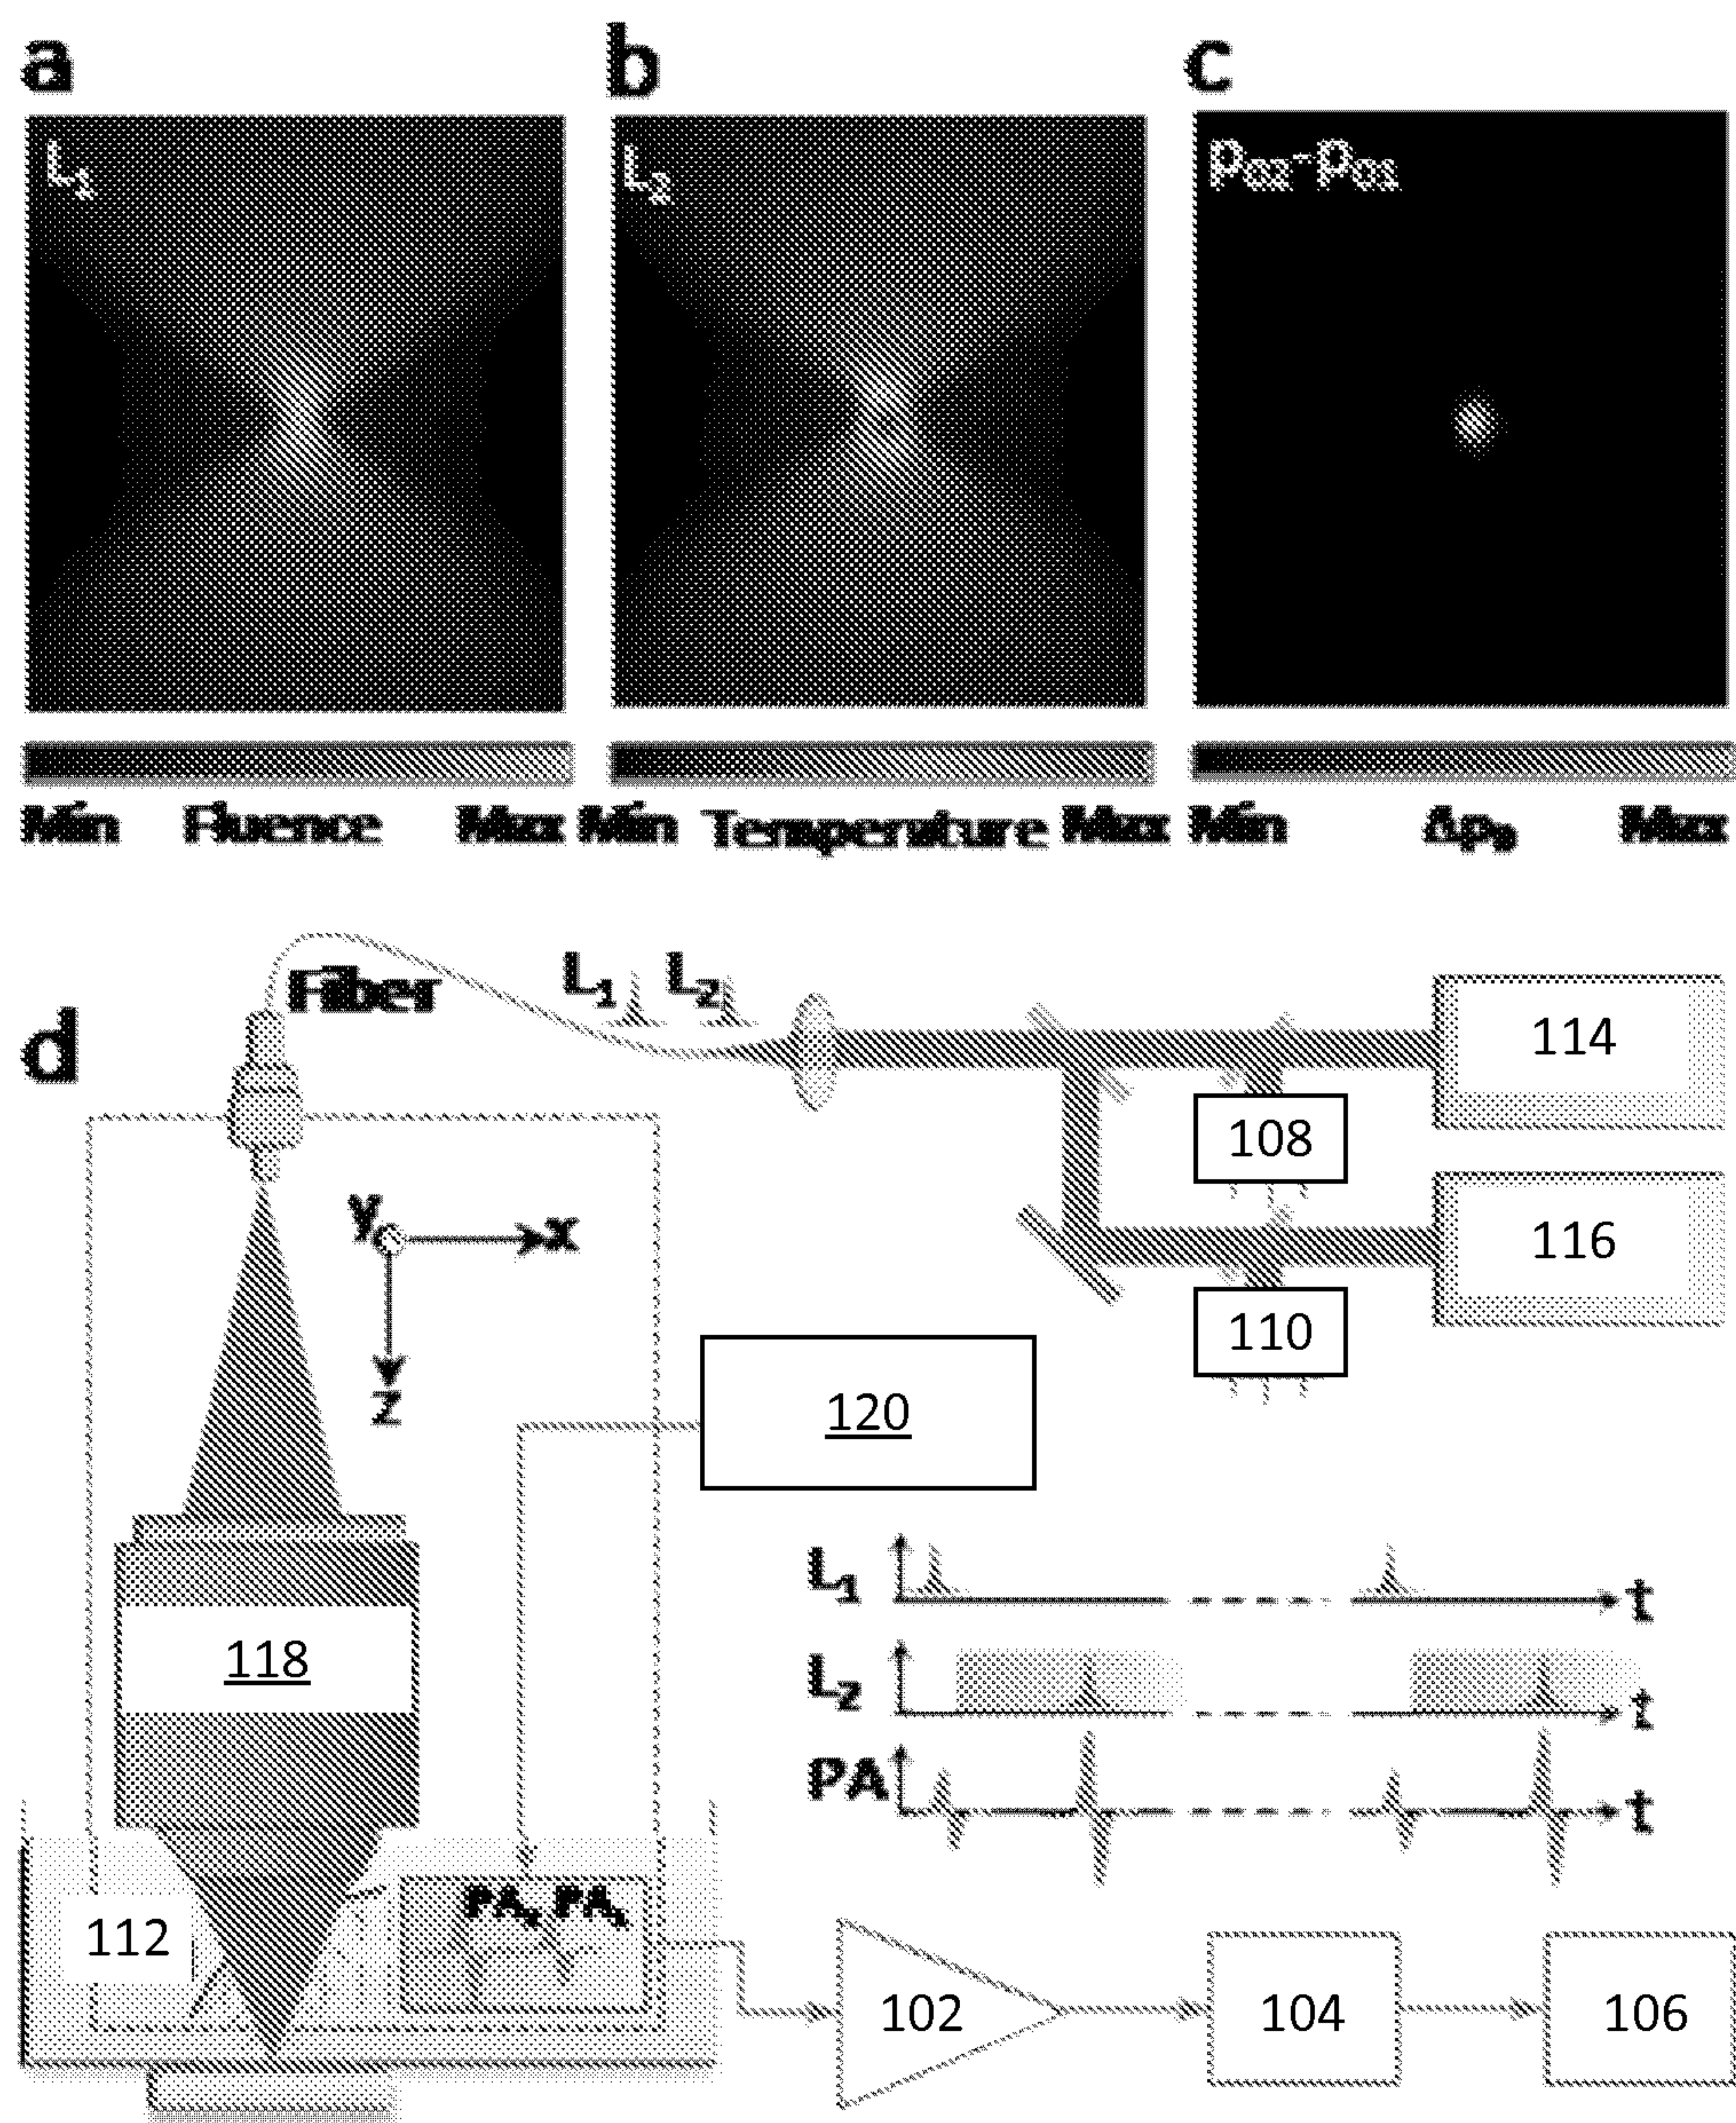 a b c
L₁ L₂ p₀₂-p₀₁
Min Fluence Max Min Temperature Max Min Δp₀ Max
d
Fiber
L₁ L₂
114
108
116
110
y x
z
120
118
L₁ t
L₂ t
PA t
112
PA₂ PA₁
102 104 106